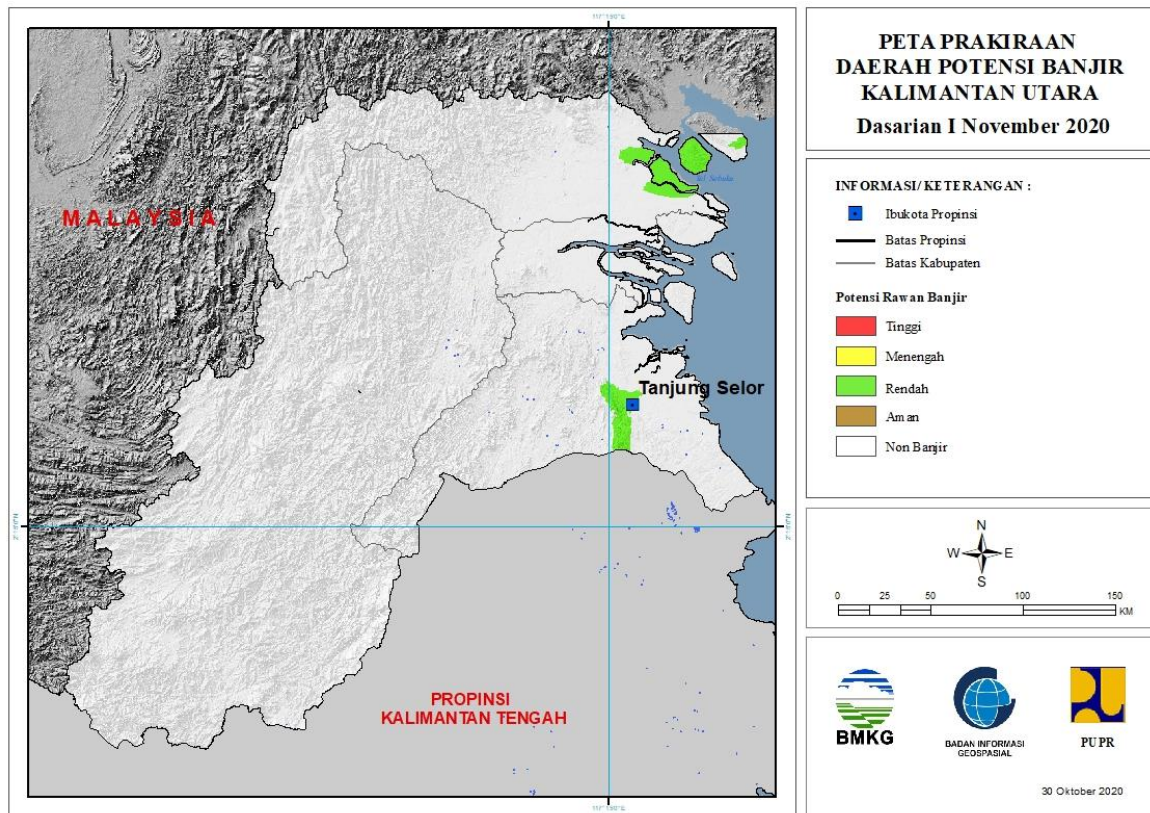 PETA PRAKIRAAN
DAERAH POTENSI BANJIR
KALIMANTAN UTARA
Dasarian I November 2020
INFORMASI/KETERANGAN :
Ibukota Propinsi
Batas Propinsi
Batas Kabupaten
Potensi Rawan Banjir
Tinggi
Menengah
Rendah
Aman
Non Banjir
N
W E
S
0 25 50 100 150
KM
BMKG
BADAN INFORMASI
GEOSPASIAL
PUPR
30 Oktober 2020
MALAYSIA
Tanjung Selor
PROPINSI
KALIMANTAN TENGAH